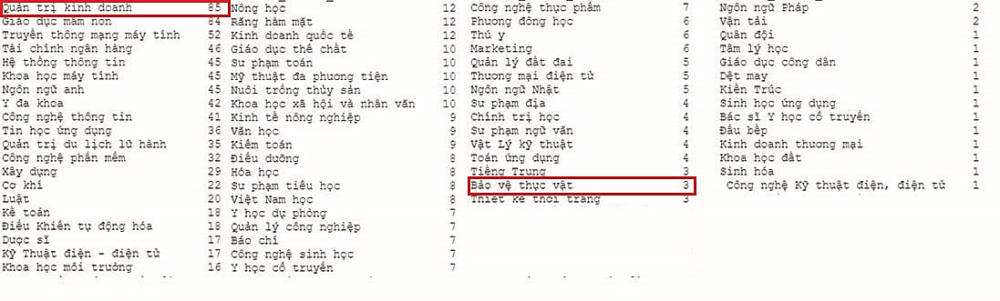 Quản trị kinh doanh 85
Giáo dục mầm non 84
Truyền thông mạng máy tính 52
Tài chính ngân hàng 46
Hệ thống thông tin 45
Khoa học máy tính 45
Ngôn ngữ anh 45
Y đa khoa 42
Công nghệ thông tin 41
Tin học ứng dụng 36
Quản trị du lịch lữ hành 35
Công nghệ phần mềm 32
Xây dựng 29
Cơ khí 22
Luật 20
Kế toán 18
Điều Khiển tự động hóa 18
Dược sĩ 17
Kỹ Thuật điện - điện tử 17
Khoa học môi trường 16
Nông học 12
Răng hàm mặt 12
Kinh doanh quốc tế 12
Giáo dục thể chất 10
Sư phạm toán 10
Mỹ thuật đa phương tiện 10
Nuôi trồng thủy sản 10
Khoa học xã hội và nhân văn 10
Kinh tế nông nghiệp 9
Văn học 9
Kiểm toán 9
Điều dưỡng 8
Hóa học 8
Sư phạm tiểu học 8
Việt Nam học 8
Y học dự phòng 7
Quản lý công nghiệp 7
Báo chí 7
Công nghệ sinh học 7
Y học cổ truyền 7
Công nghệ thực phẩm 7
Phương đông học 6
Thú y 6
Marketing 6
Quản lý đất đai 5
Thương mại điện tử 5
Ngôn ngữ Nhật 5
Sư phạm địa 4
Chính trị học 4
Sư phạm ngữ văn 4
Vật Lý kỹ thuật 4
Toán ứng dụng 4
Tiếng Trung 3
Bảo vệ thực vật 3
Thiết kế thời trang 3
Ngôn ngữ Pháp 2
Vận tải 2
Quân đội 1
Tâm lý học 1
Giáo dục công dân 1
Dệt may 1
Kiến Trúc 1
Sinh học ứng dụng 1
Bác sĩ Y học cổ truyền 1
Đầu bếp 1
Kinh doanh thương mại 1
Khoa học đất 1
Sinh hóa 1
Công nghệ Kỹ thuật điện, điện tử 1